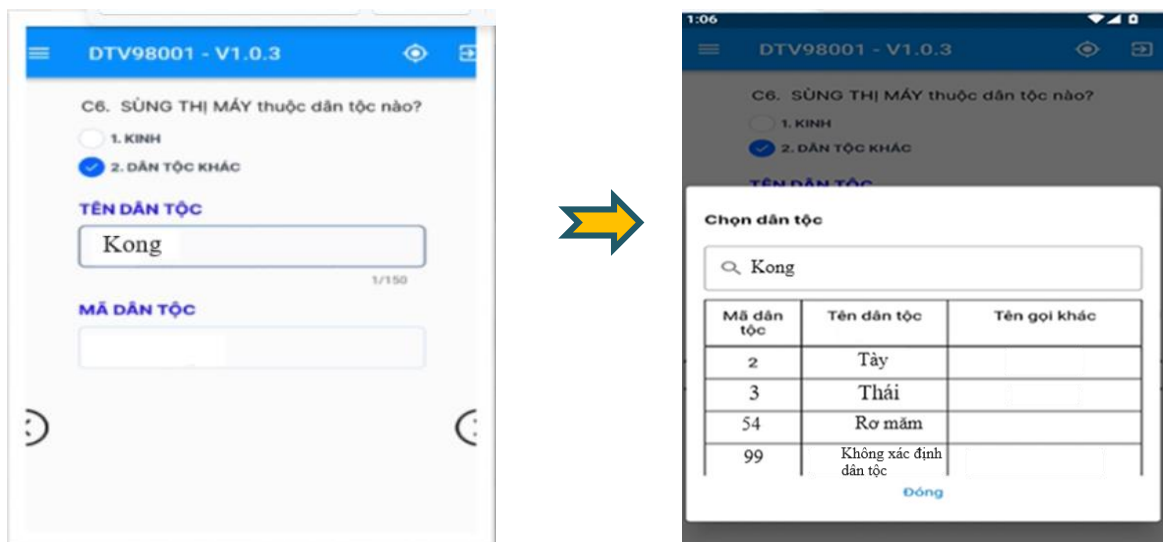 DTV98001 - V1.0.3
C6. SÙNG THỊ MÁY thuộc dân tộc nào?
1. KINH
2. DÂN TỘC KHÁC
TÊN DÂN TỘC
Kong
1/150
MÃ DÂN TỘC
1:06
DTV98001 - V1.0.3
C6. SÙNG THỊ MÁY thuộc dân tộc nào?
1. KINH
2. DÂN TỘC KHÁC
TÊN DÂN TỘC
Chọn dân tộc
Kong
Mã dân tộc Tên dân tộc Tên gọi khác
2 Tày
3 Thái
54 Rơ măm
99 Không xác định
dân tộc
Đóng